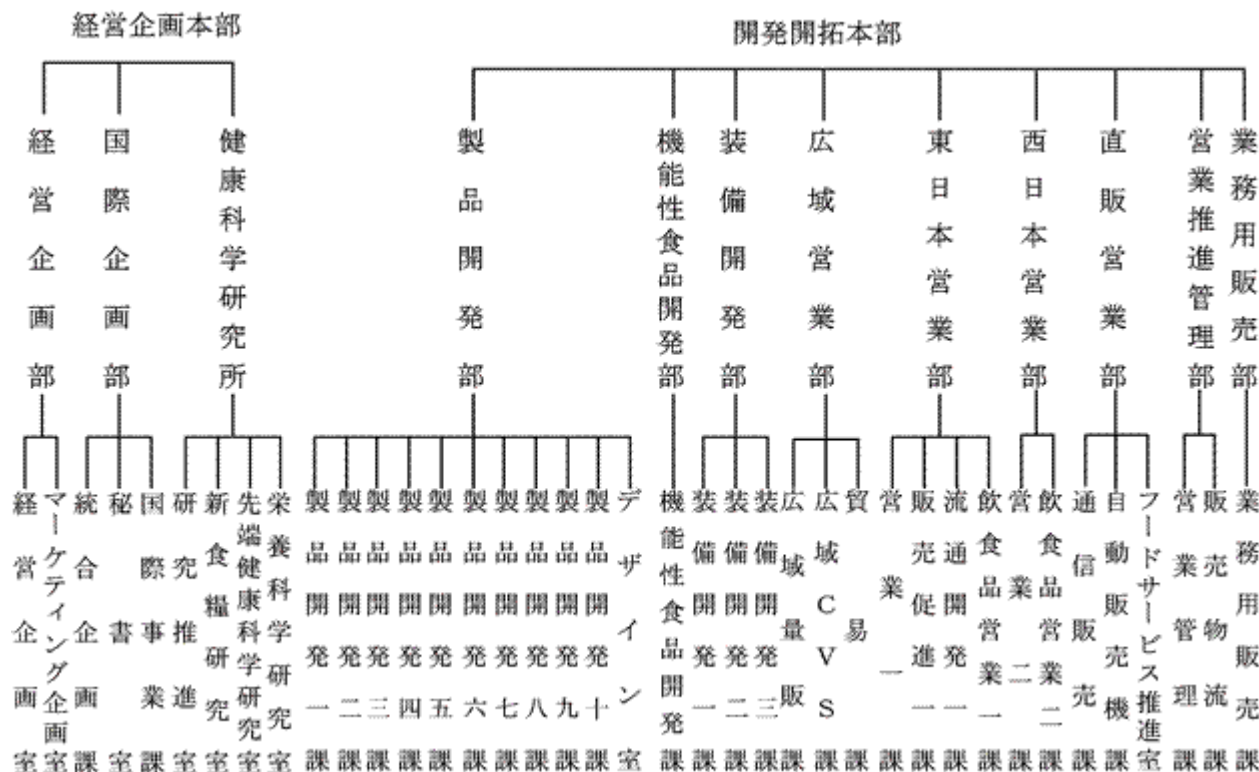 経営企画本部
開発開拓本部
経営企画部
国際企画部
健康科学研究所
製品開発部
機能性食品開発部
装備開発部
広域営業部
東日本営業部
西日本営業部
直販営業部
営業推進管理部
業務用販売部
経営企画室
マーケティング企画室
統合企画課
秘書室
国際事業課
研究推進室
新食糧研究室
先端健康科学研究室
栄養科学研究室
製品開発一課
製品開発二課
製品開発三課
製品開発四課
製品開発五課
製品開発六課
製品開発七課
製品開発八課
製品開発九課
製品開発十課
デザイン室
機能性食品開発課
装備開発一課
装備開発二課
装備開発三課
広域量販課
広域CVS課
貿易課
営業一課
販売促進一課
流通開発一課
飲食品営業一課
営業二課
飲食品営業二課
通信販売課
自動販売機課
フードサービス推進室
営業管理課
販売物流課
業務用販売課